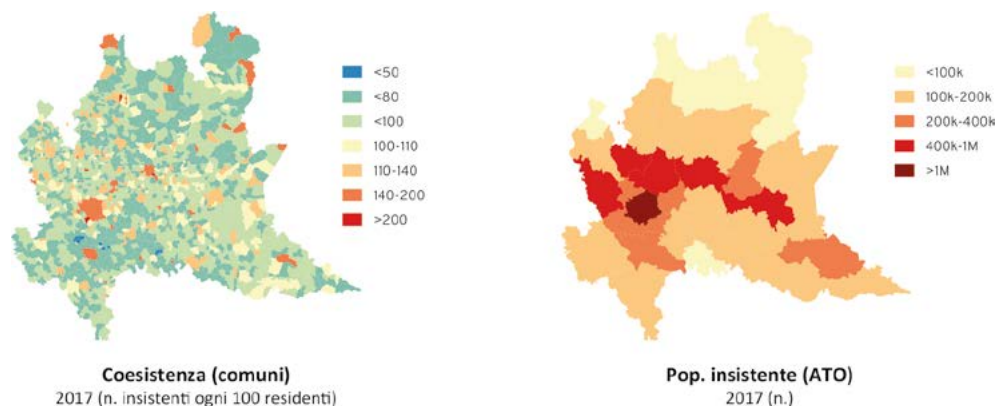 <50
<80
<100
100-110
110-140
140-200
>200
Coesistenza (comuni)
2017 (n. insistenti ogni 100 residenti)
<100k
100k-200k
200k-400k
400k-1M
>1M
Pop. insistente (ATO)
2017 (n.)